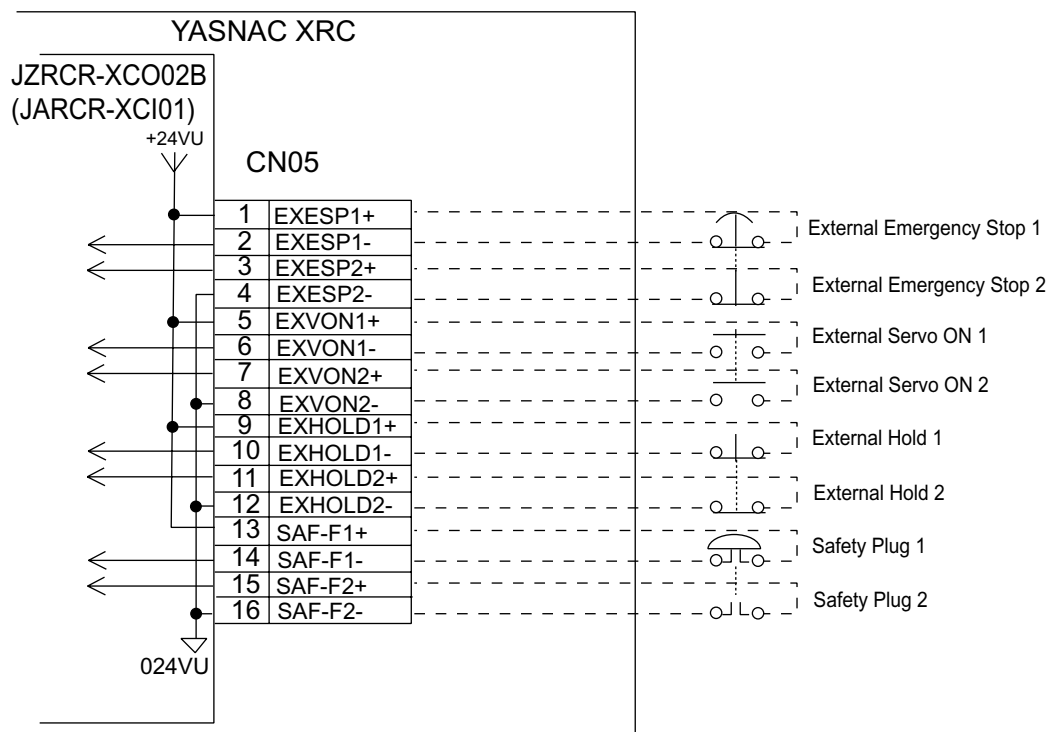 YASNAC XRC
JZRCR-XCO02B
(JARCR-XCI01)
+24VU
CN05
1 EXESP1+
2 EXESP1-
External Emergency Stop 1
3 EXESP2+
4 EXESP2-
External Emergency Stop 2
5 EXVON1+
6 EXVON1-
External Servo ON 1
7 EXVON2+
8 EXVON2-
External Servo ON 2
9 EXHOLD1+
10 EXHOLD1-
External Hold 1
11 EXHOLD2+
12 EXHOLD2-
External Hold 2
13 SAF-F1+
14 SAF-F1-
Safety Plug 1
15 SAF-F2+
16 SAF-F2-
Safety Plug 2
024VU